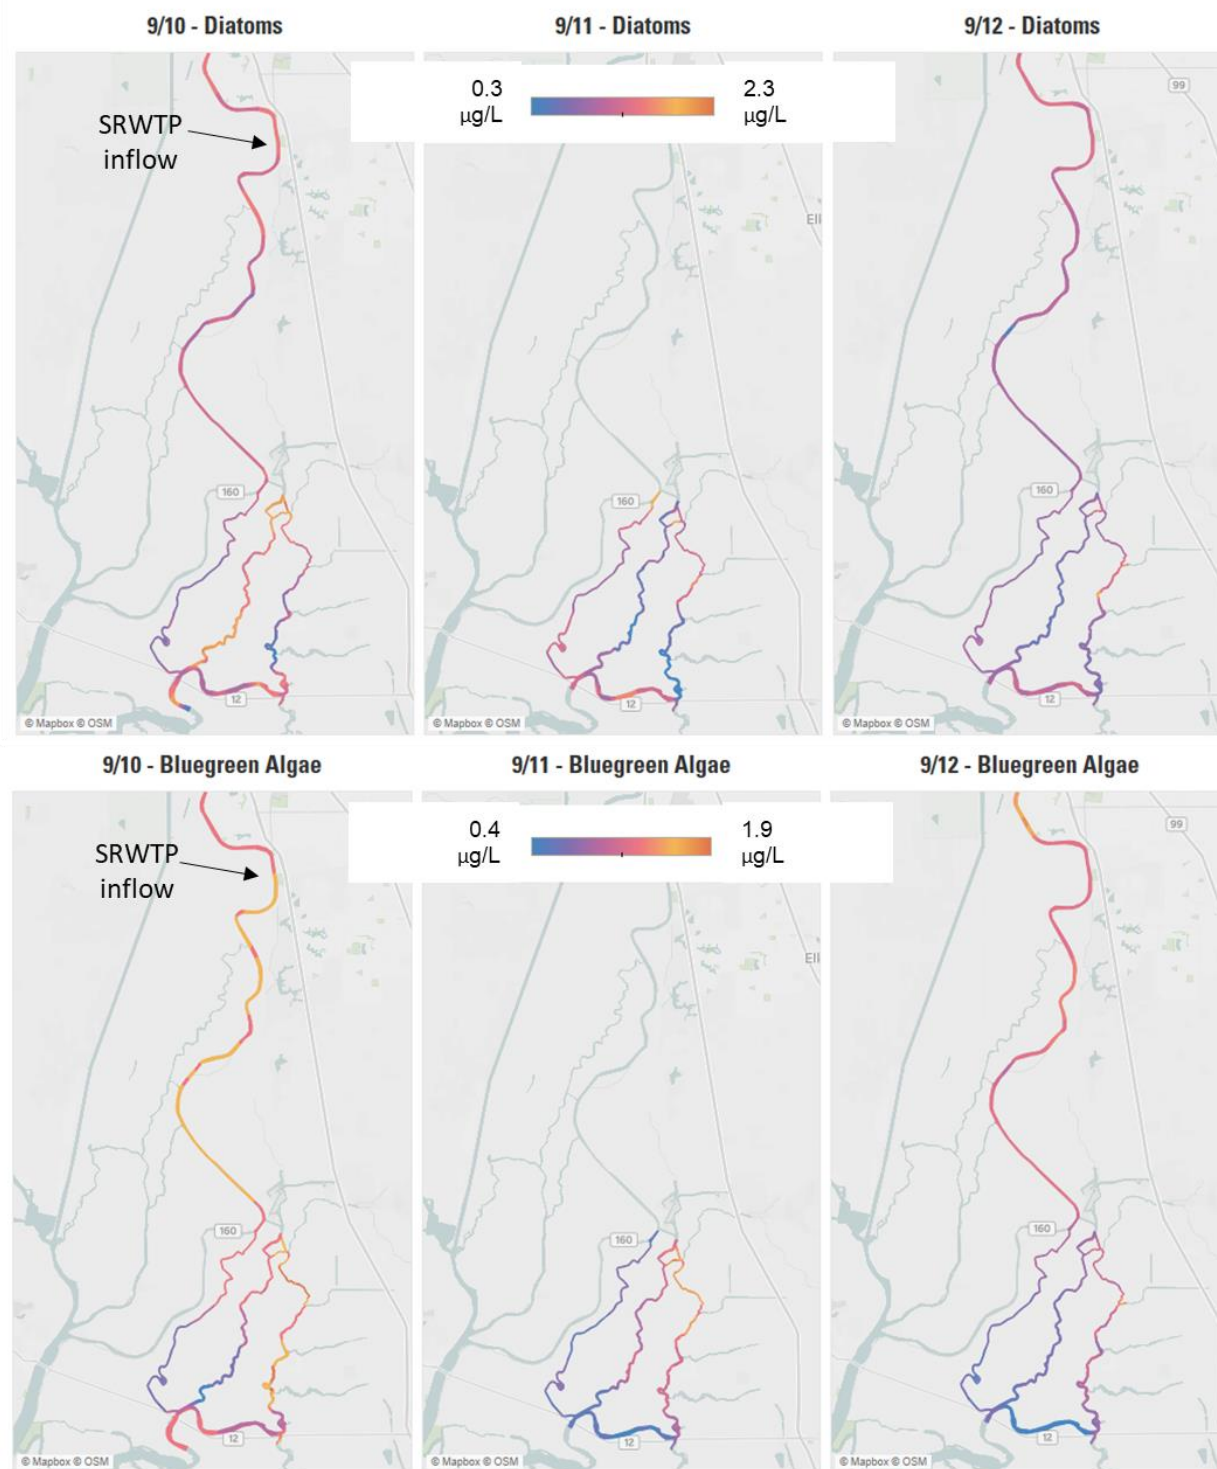 9/10 - Diatoms
9/11 - Diatoms
9/12 - Diatoms
0.3
µg/L
2.3
µg/L
99
SRWTP
inflow
Ell
160
160
160
12
12
12
© Mapbox © OSM
© Mapbox © OSM
© Mapbox © OSM
9/10 - Bluegreen Algae
9/11 - Bluegreen Algae
9/12 - Bluegreen Algae
0.4
µg/L
1.9
µg/L
99
SRWTP
inflow
Ell
160
160
160
12
12
12
© Mapbox © OSM
© Mapbox © OSM
© Mapbox © OSM